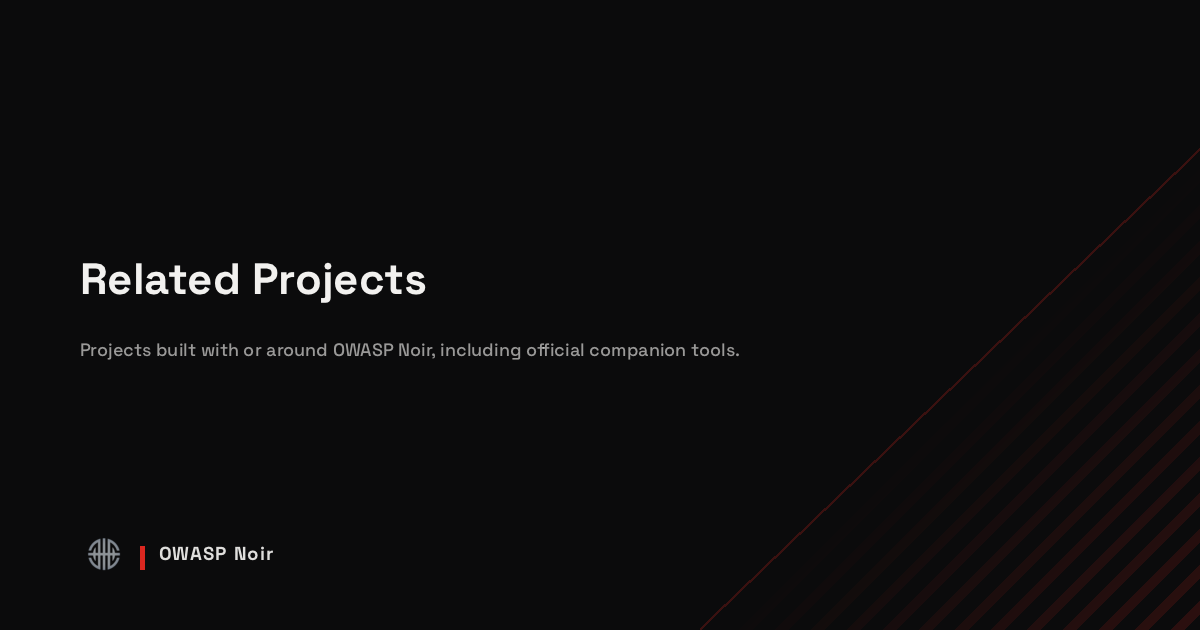 Related Projects
Projects built with or around OWASP Noir, including official companion tools.
OWASP Noir